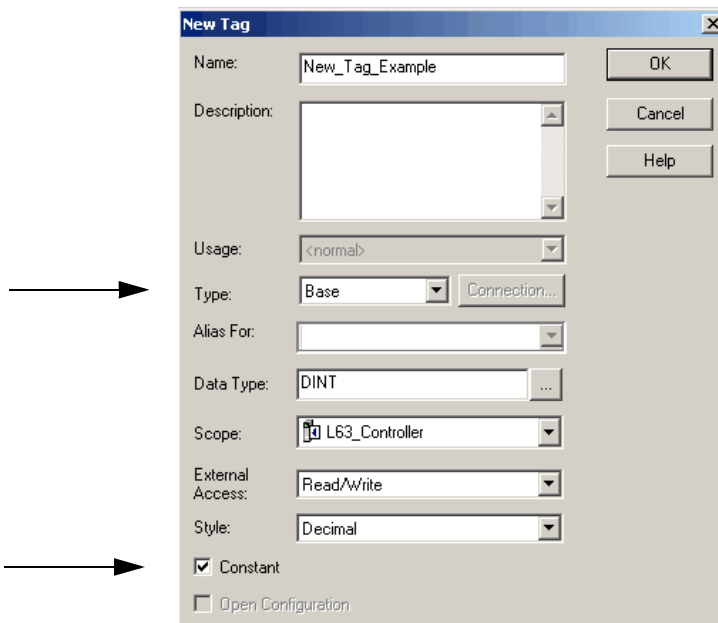 New Tag
Name: New_Tag_Example OK
Description: Cancel
Help
Usage: <normal>
Type: Base Connection...
Alias For:
Data Type: DINT ...
Scope: L63_Controller
External
Access: Read/Write
Style: Decimal
Constant
Open Configuration